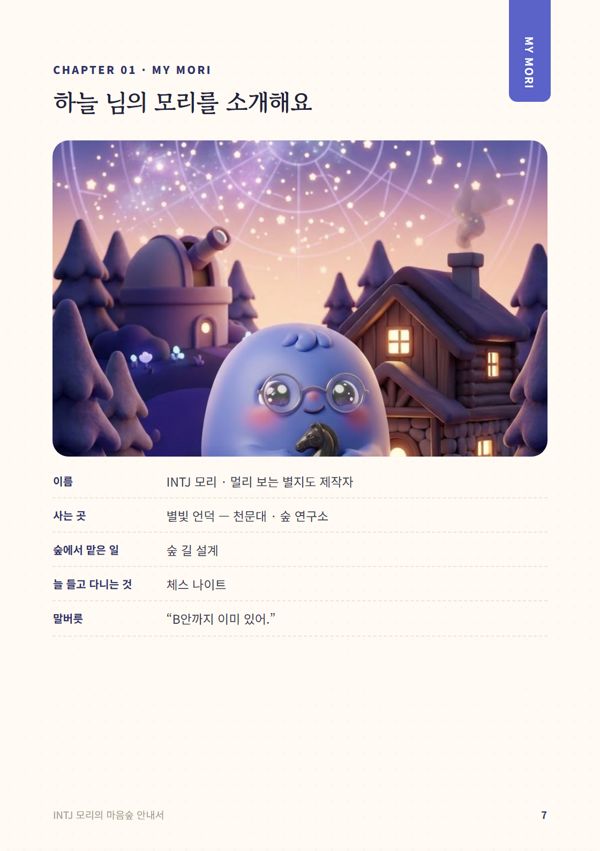 MY MORI
CHAPTER 01 · MY MORI
하늘 님의 모리를 소개해요
이름 INTJ 모리 · 멀리 보는 별지도 제작자
사는 곳 별빛 언덕 — 천문대 · 숲 연구소
숲에서 맡은 일 숲 길 설계
늘 들고 다니는 것 체스 나이트
말버릇 “B안까지 이미 있어.”
INTJ 모리의 마음숲 안내서 7